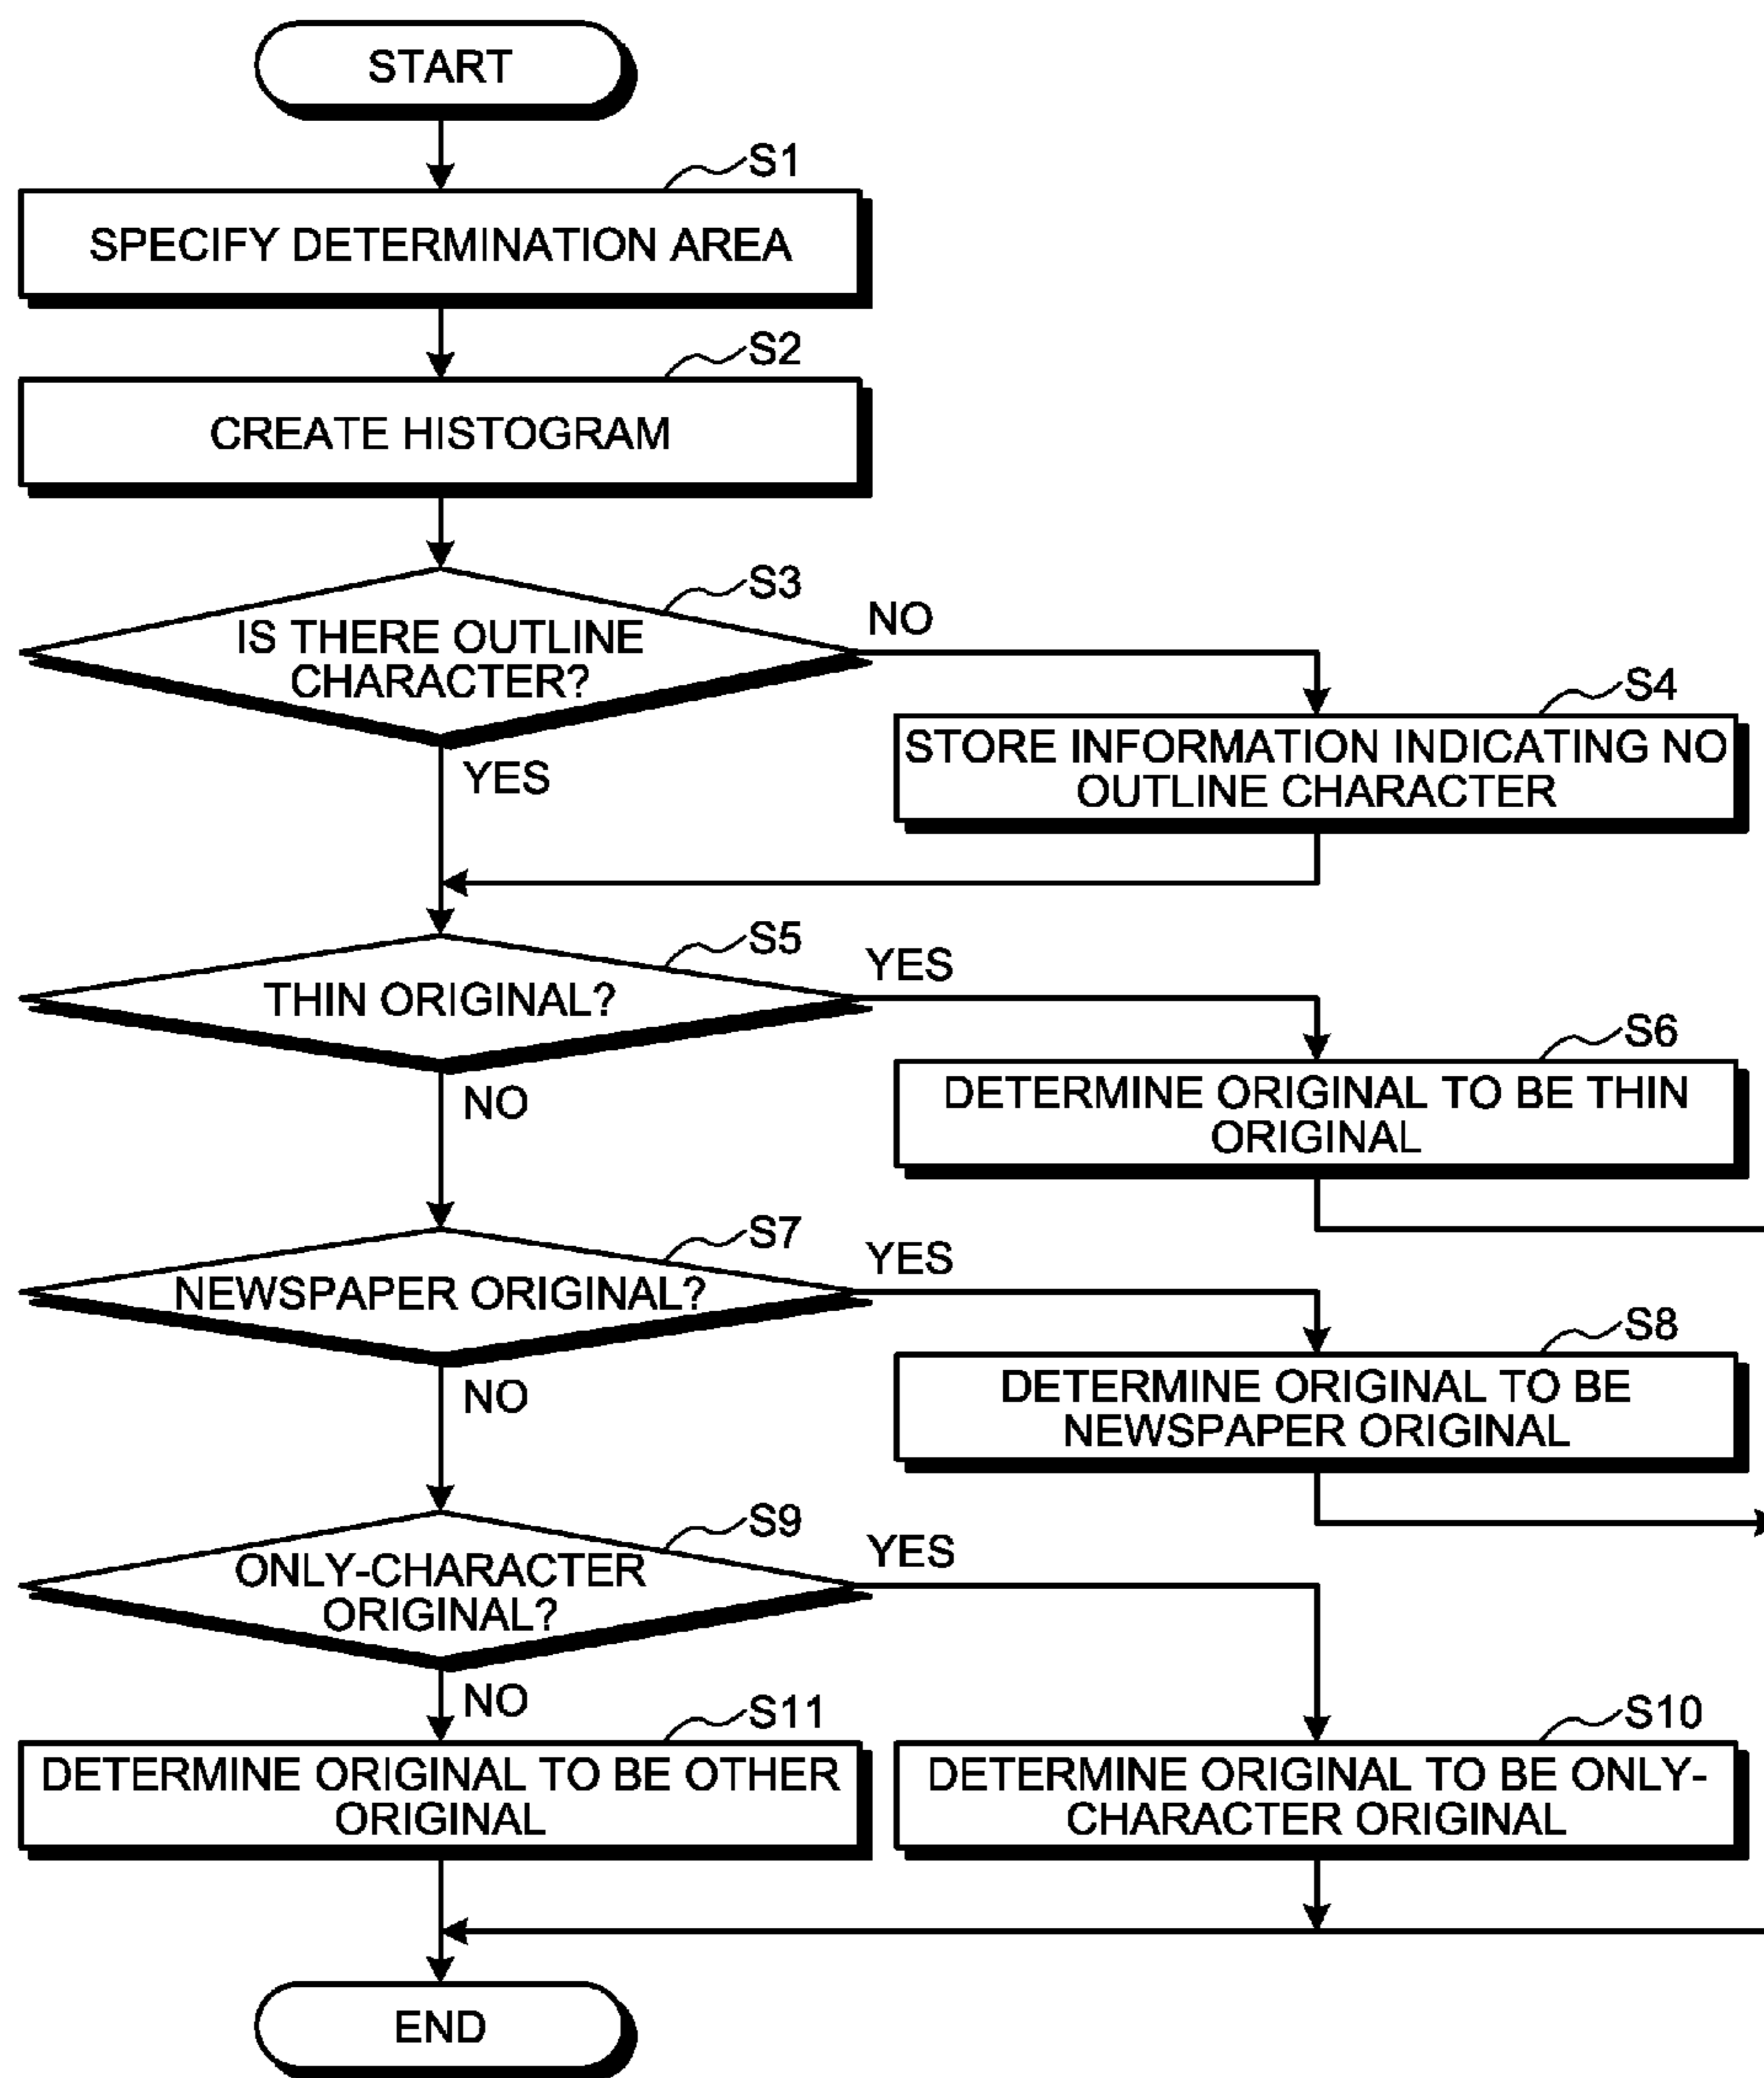 START
S1
SPECIFY DETERMINATION AREA
S2
CREATE HISTOGRAM
S3
IS THERE OUTLINE
CHARACTER?
NO
YES
S4
STORE INFORMATION INDICATING NO
OUTLINE CHARACTER
S5
THIN ORIGINAL?
YES
NO
S6
DETERMINE ORIGINAL TO BE THIN
ORIGINAL
S7
NEWSPAPER ORIGINAL?
YES
NO
S8
DETERMINE ORIGINAL TO BE
NEWSPAPER ORIGINAL
S9
ONLY-CHARACTER
ORIGINAL?
YES
NO
S11
DETERMINE ORIGINAL TO BE OTHER
ORIGINAL
S10
DETERMINE ORIGINAL TO BE ONLY-
CHARACTER ORIGINAL
END